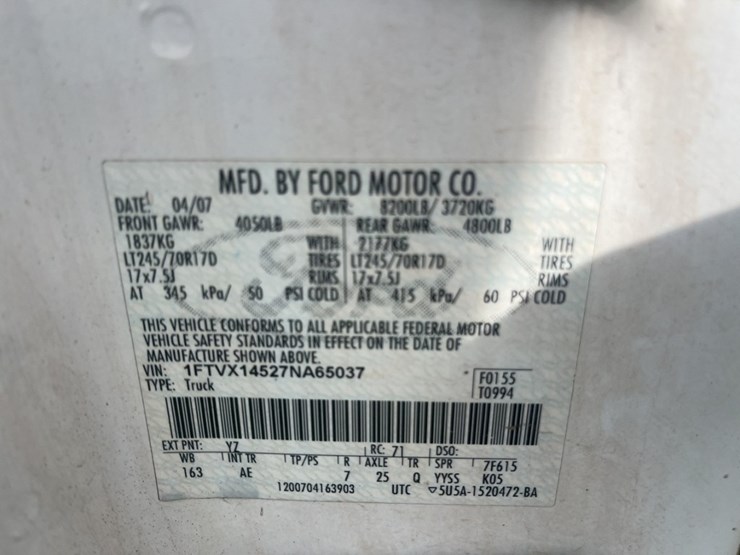 MFD. BY FORD MOTOR CO.
DATE: 04/07 GVWR: 8200LB/ 3720KG
FRONT GAWR: 4050LB REAR GAWR: 4800LB
1837KG WITH 2177KG WITH
LT245/70R17D TIRES LT245/70R17D TIRES
17x7.5J RIMS 17x7.5J RIMS
AT 345 kPa/ 50 PSI COLD AT 415 kPa/ 60 PSI COLD
THIS VEHICLE CONFORMS TO ALL APPLICABLE FEDERAL MOTOR
VEHICLE SAFETY STANDARDS IN EFFECT ON THE DATE OF
MANUFACTURE SHOWN ABOVE.
VIN: 1FTVX14527NA65037
F0155
TYPE: Truck
T0994
EXT PNT: YZ RC: 71 DSO:
WB INT TR TP/PS R AXLE TR SPR 7F615
163 AE 7 25 Q YYSS K05
1200704163903 UTC ▽5U5A-1520472-BA